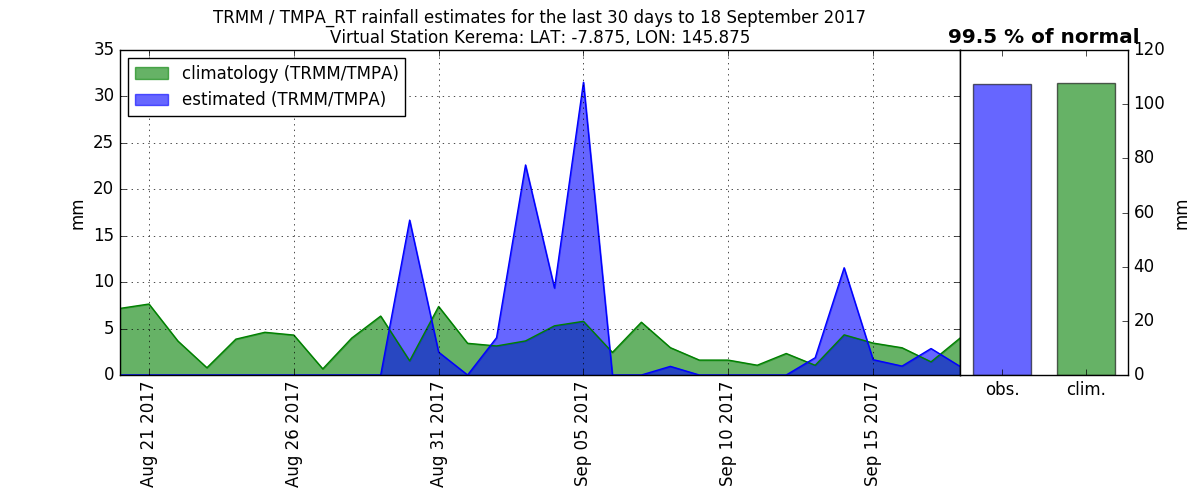 TRMM / TMPA_RT rainfall estimates for the last 30 days to 18 September 2017
Virtual Station Kerema: LAT: -7.875, LON: 145.875
99.5 % of normal
climatology (TRMM/TMPA)
estimated (TRMM/TMPA)
35
30
25
20
15
10
5
0
mm
Aug 21 2017
Aug 26 2017
Aug 31 2017
Sep 05 2017
Sep 10 2017
Sep 15 2017
120
100
80
60
40
20
0
mm
obs.
clim.